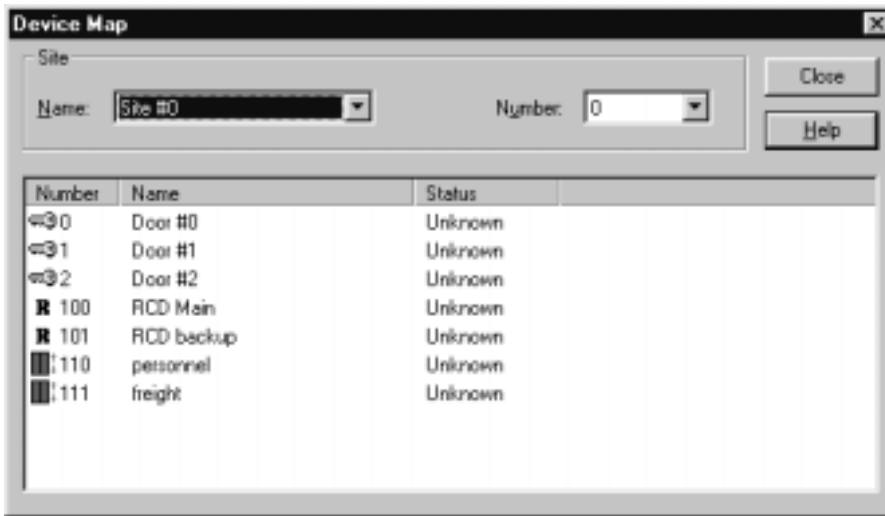 Device Map
Site
Name: Site #0 Number: 0
Close
Help
Number Name Status
0 Door #0 Unknown
1 Door #1 Unknown
2 Door #2 Unknown
R 100 RCD Main Unknown
R 101 RCD backup Unknown
110 personnel Unknown
111 freight Unknown